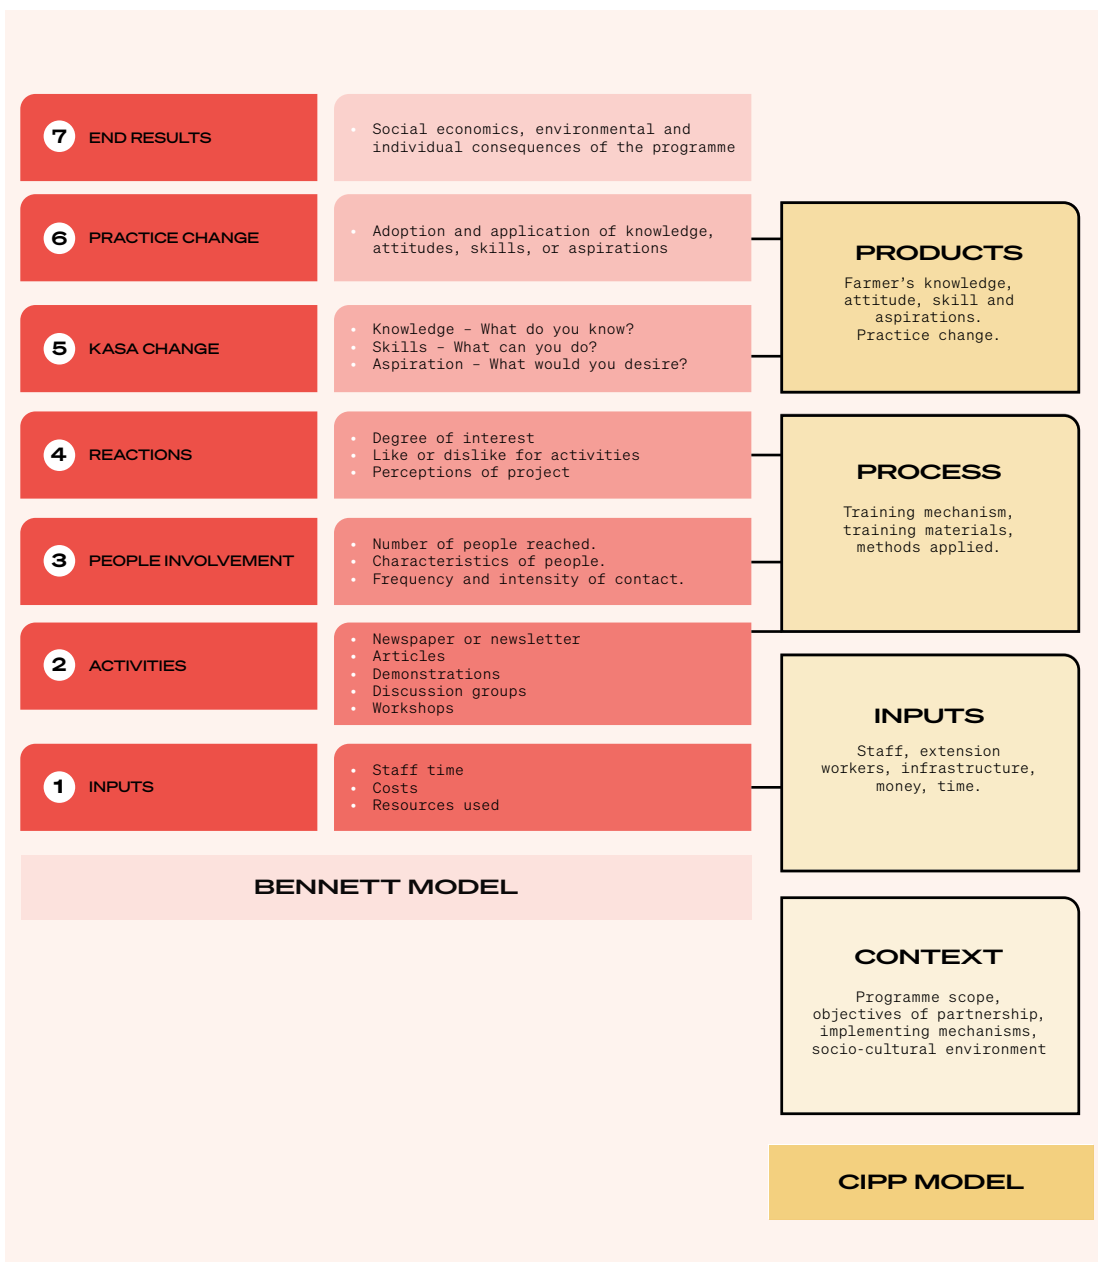 7 END RESULTS
• Social economics, environmental and
individual consequences of the programme
6 PRACTICE CHANGE
• Adoption and application of knowledge,
attitudes, skills, or aspirations
5 KASA CHANGE
• Knowledge – What do you know?
• Skills – What can you do?
• Aspiration – What would you desire?
4 REACTIONS
• Degree of interest
• Like or dislike for activities
• Perceptions of project
3 PEOPLE INVOLVEMENT
• Number of people reached.
• Characteristics of people.
• Frequency and intensity of contact.
2 ACTIVITIES
• Newspaper or newsletter
• Articles
• Demonstrations
• Discussion groups
• Workshops
1 INPUTS
• Staff time
• Costs
• Resources used
BENNETT MODEL
PRODUCTS
Farmer’s knowledge,
attitude, skill and
aspirations.
Practice change.
PROCESS
Training mechanism,
training materials,
methods applied.
INPUTS
Staff, extension
workers, infrastructure,
money, time.
CONTEXT
Programme scope,
objectives of partnership,
implementing mechanisms,
socio-cultural environment
CIPP MODEL